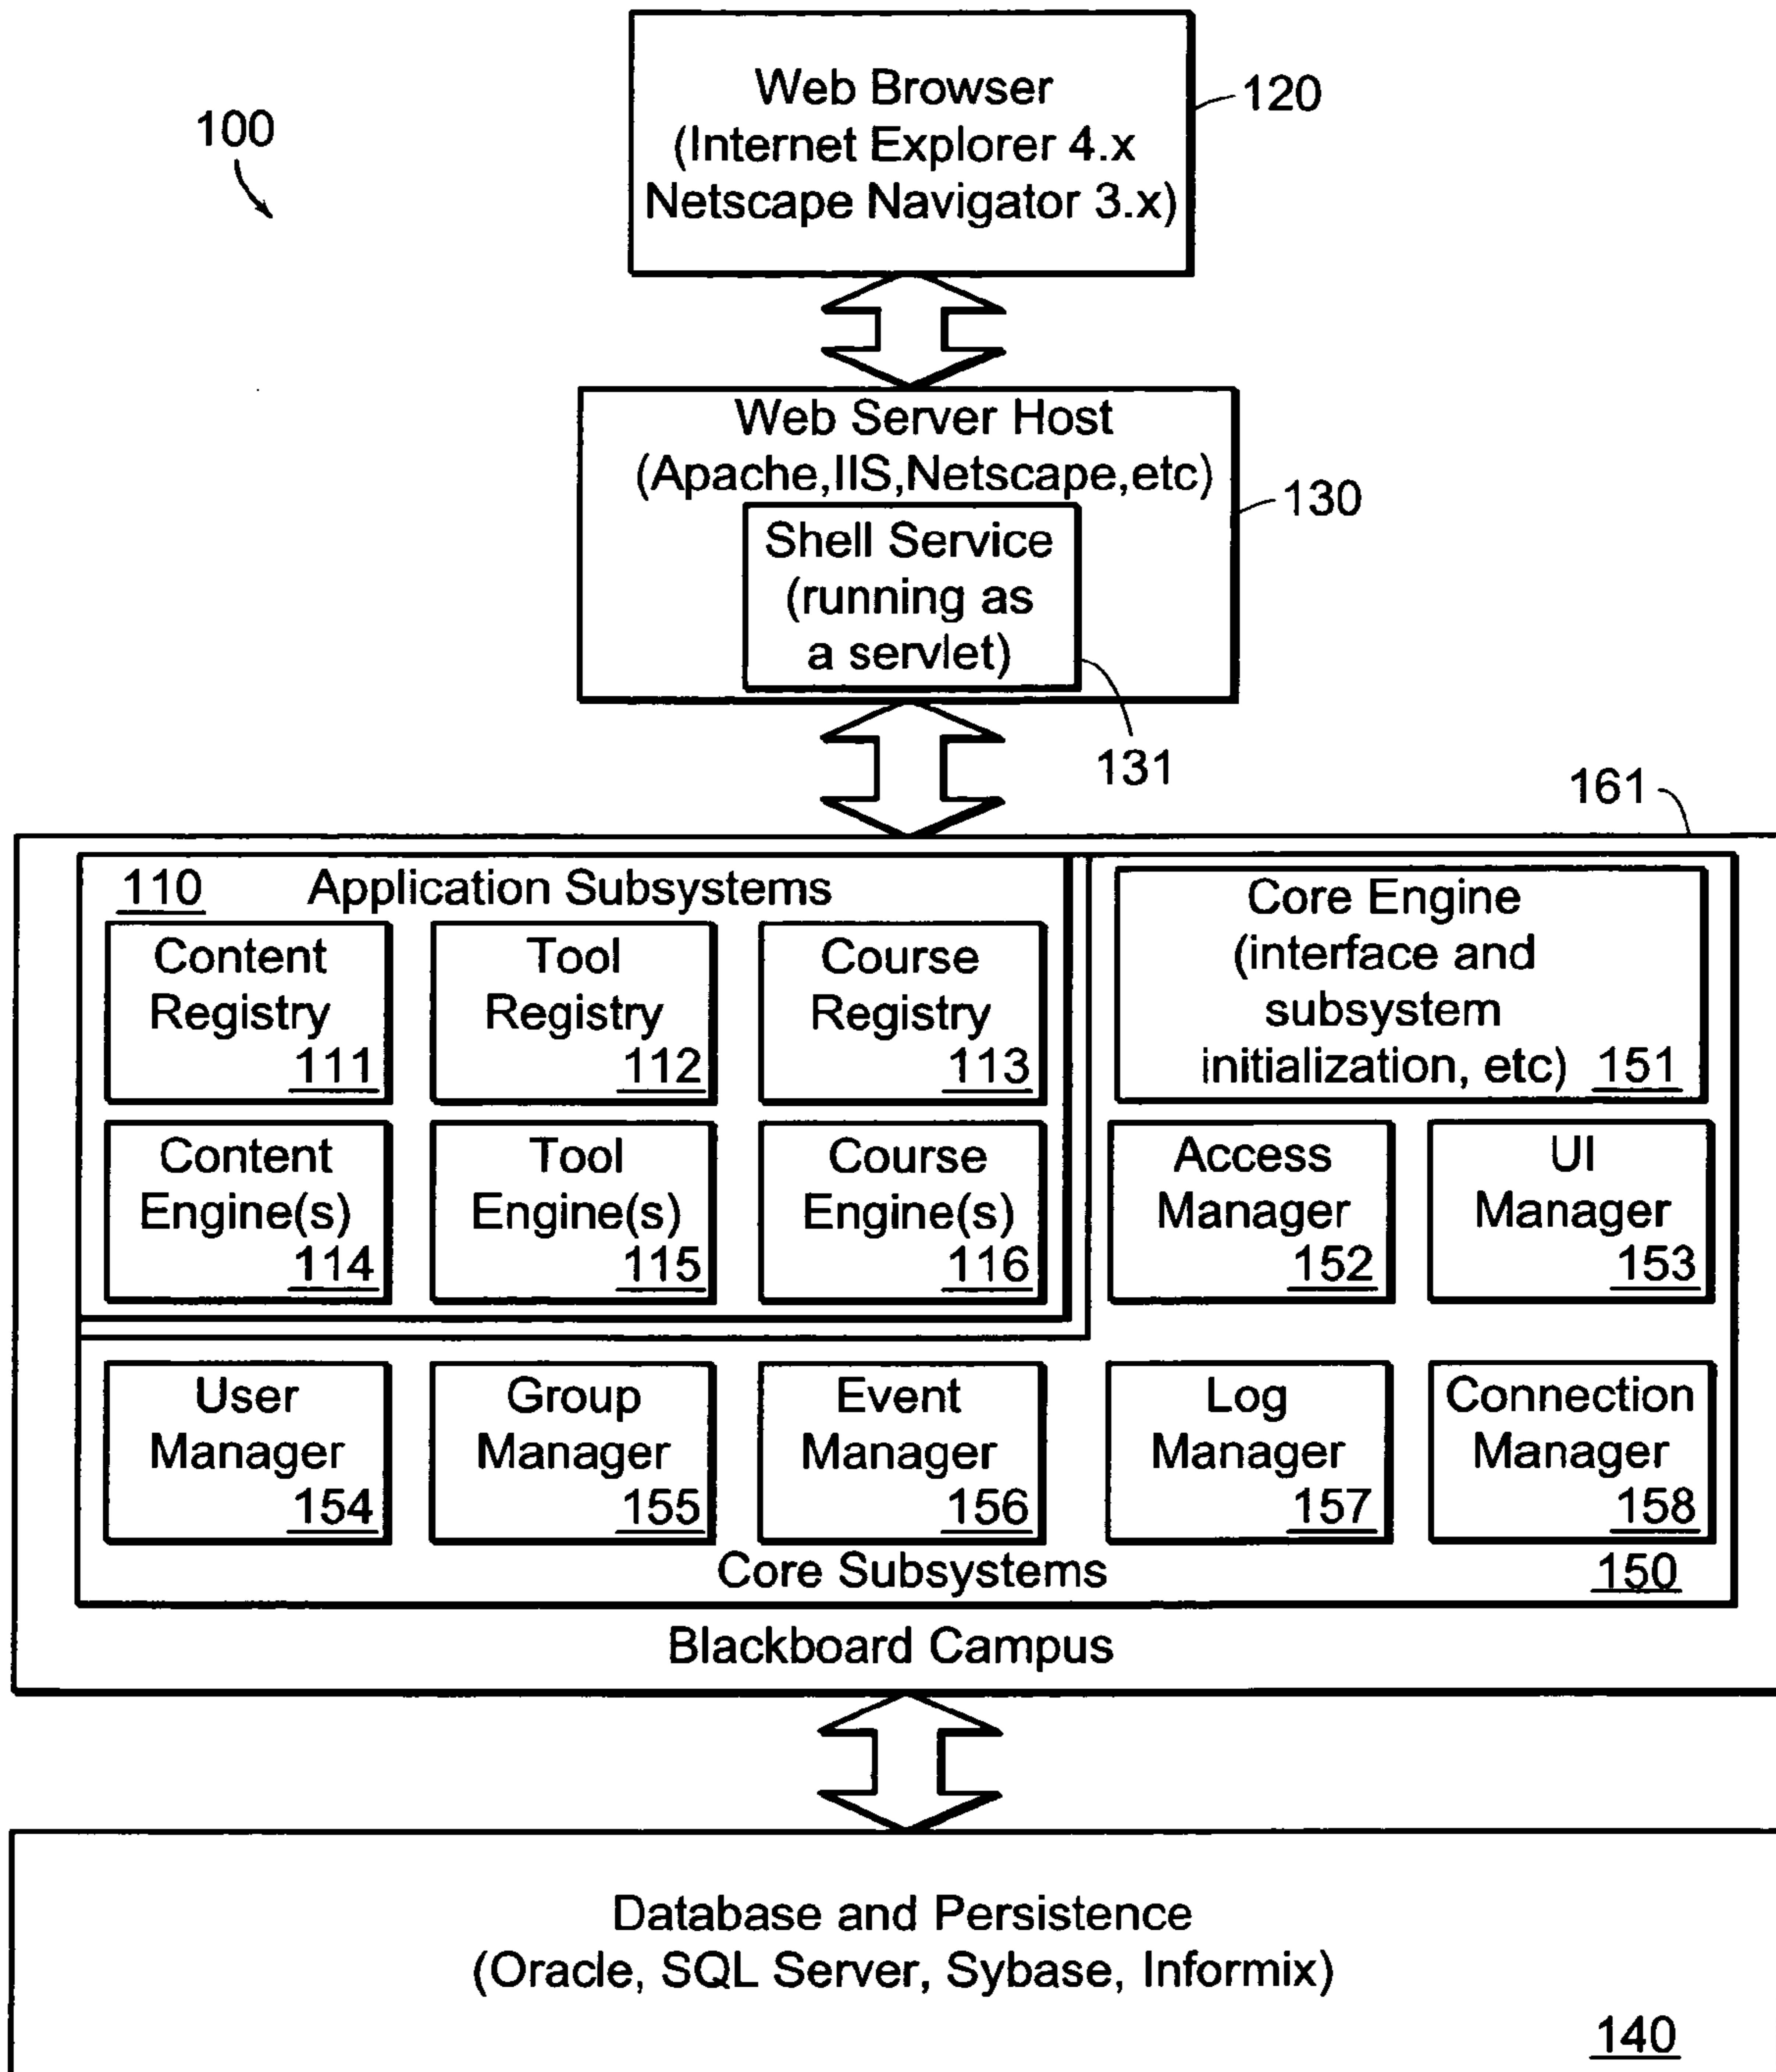 100
Web Browser
(Internet Explorer 4.x
Netscape Navigator 3.x)
120
Web Server Host
(Apache,IIS,Netscape,etc)
130
Shell Service
(running as
a servlet)
131
161
110
Application Subsystems
Content
Registry
111
Tool
Registry
112
Course
Registry
113
Core Engine
(interface and
subsystem
initialization, etc) 151
Content
Engine(s)
114
Tool
Engine(s)
115
Course
Engine(s)
116
Access
Manager
152
UI
Manager
153
User
Manager
154
Group
Manager
155
Event
Manager
156
Log
Manager
157
Connection
Manager
158
Core Subsystems
150
Blackboard Campus
Database and Persistence
(Oracle, SQL Server, Sybase, Informix)
140